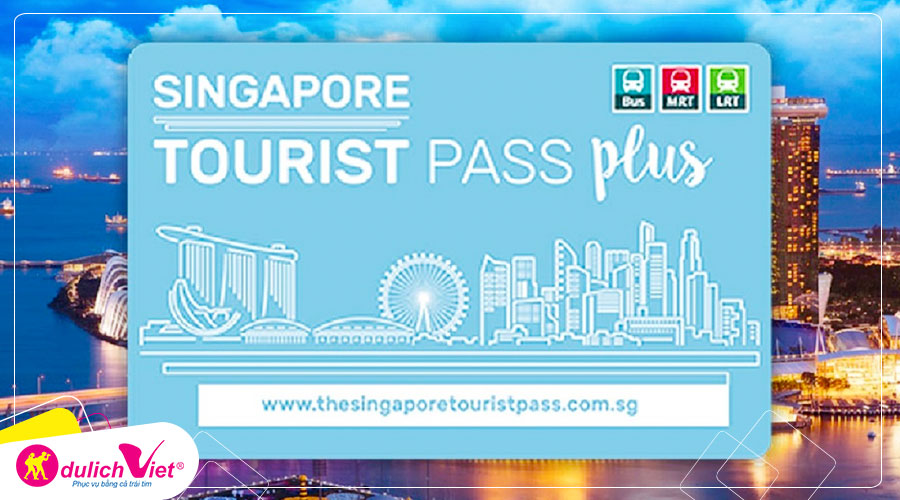 SINGAPORE
TOURIST PASS plus
Bus MRT LRT
www.thesingaporetouristpass.com.sg
dulichViet®
Phục vụ bằng cả trái tim